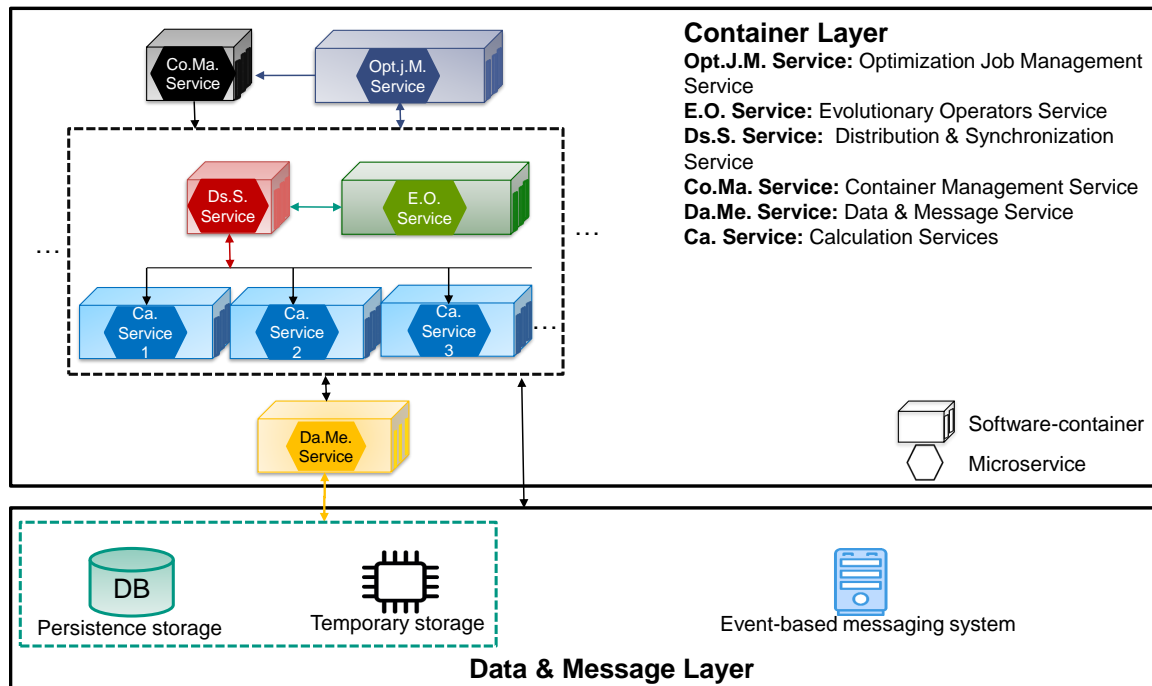 Co.Ma.
Service
Opt.j.M.
Service
Container Layer
Opt.J.M. Service: Optimization Job Management
Service
E.O. Service: Evolutionary Operators Service
Ds.S. Service:  Distribution & Synchronization
Service
Co.Ma. Service: Container Management Service
Da.Me. Service: Data & Message Service
Ca. Service: Calculation Services
Ds.S.
Service
E.O.
Service
...
...
Ca.
Service
1
Ca.
Service
2
Ca.
Service
3
...
Da.Me.
Service
Software-container
Microservice
DB
Persistence storage
Temporary storage
Event-based messaging system
Data & Message Layer